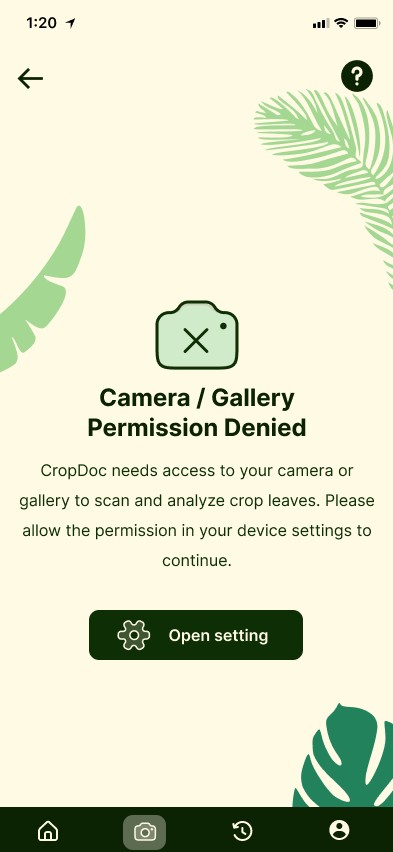 1:20
?
Camera / Gallery
Permission Denied
CropDoc needs access to your camera or
gallery to scan and analyze crop leaves. Please
allow the permission in your device settings to
continue.
Open setting